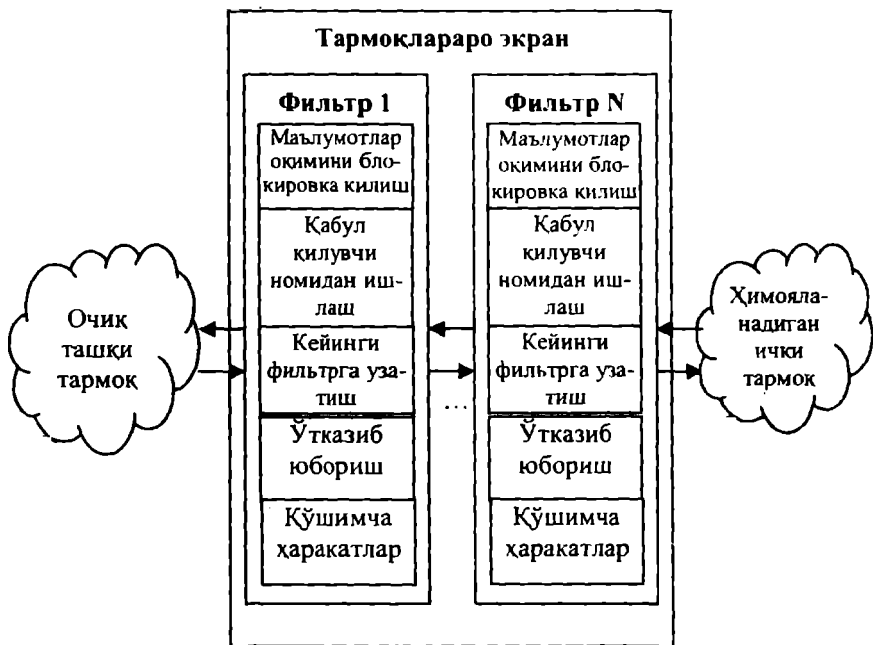 Тармоқлараро экран
Фильтр 1
Маълумотлар
оқимини бло-
кировка килиш
Қабул
қилувчи
номидан иш-
лаш
Кейинги
фильтрга уза-
тиш
Ўтказиб
юбориш
Қўшимча
ҳаракатлар
...
Фильтр N
Маълумотлар
оқимини бло-
кировка килиш
Қабул
қилувчи
номидан иш-
лаш
Кейинги
фильтрга уза-
тиш
Ўтказиб
юбориш
Қўшимча
ҳаракатлар
Очиқ
ташқи
тармоқ
Ҳимояла-
надиган
ички
тармоқ